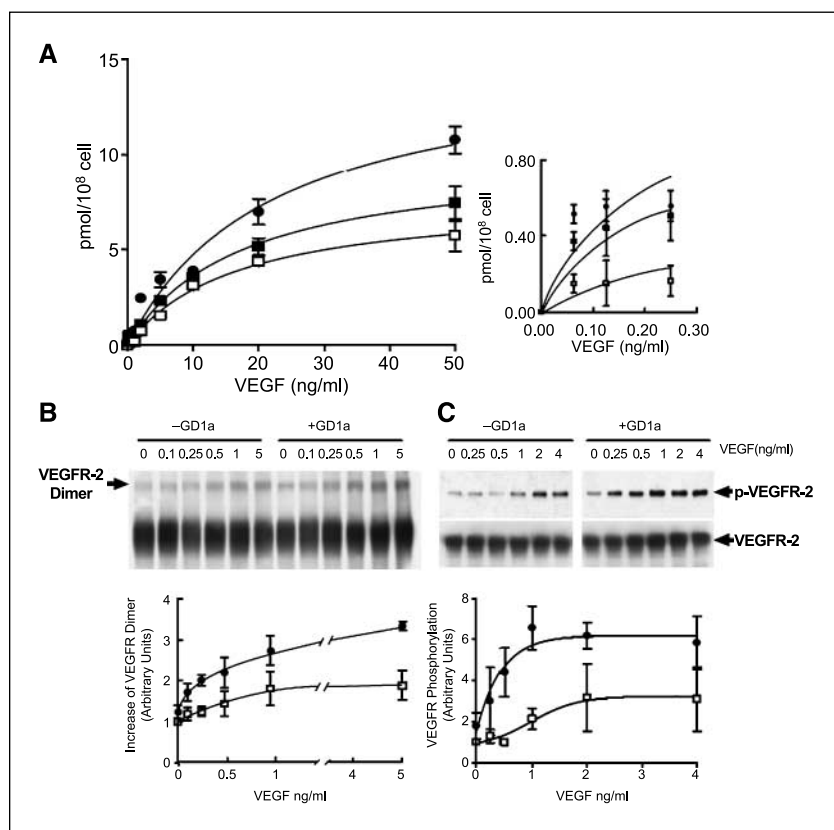 A
15
10
5
0
pmol/10⁸ cell
0 10 20 30 40 50
VEGF (ng/ml)
0.80
0.40
0.00
pmol/10⁸ cell
0.00 0.10 0.20 0.30
VEGF (ng/ml)
B
–GD1a +GD1a
0 0,1 0,25 0,5 1 5 0 0,1 0,25 0,5 1 5
VEGFR-2
Dimer
C
–GD1a +GD1a
0 0,25 0,5 1 2 4 0 0,25 0,5 1 2 4 VEGF(ng/ml)
p-VEGFR-2
VEGFR-2
4
3
2
1
0
Increase of VEGFR Dimer
(Arbitrary Units)
0 0.5 1 4 5
VEGF ng/ml
8
6
4
2
0
VEGFR Phosphorylation
(Arbitrary Units)
0 1 2 3 4
VEGF ng/ml